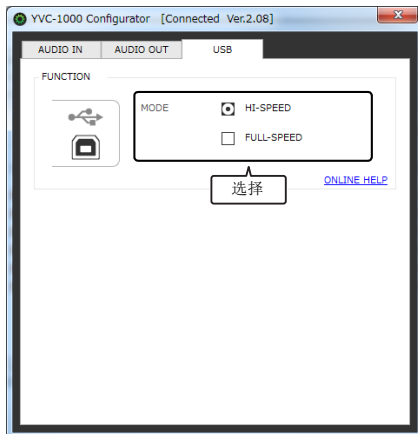 YVC-1000 Configurator [Connected Ver.2.08]
AUDIO IN AUDIO OUT USB
FUNCTION
MODE HI-SPEED
FULL-SPEED
选择
ONLINE HELP